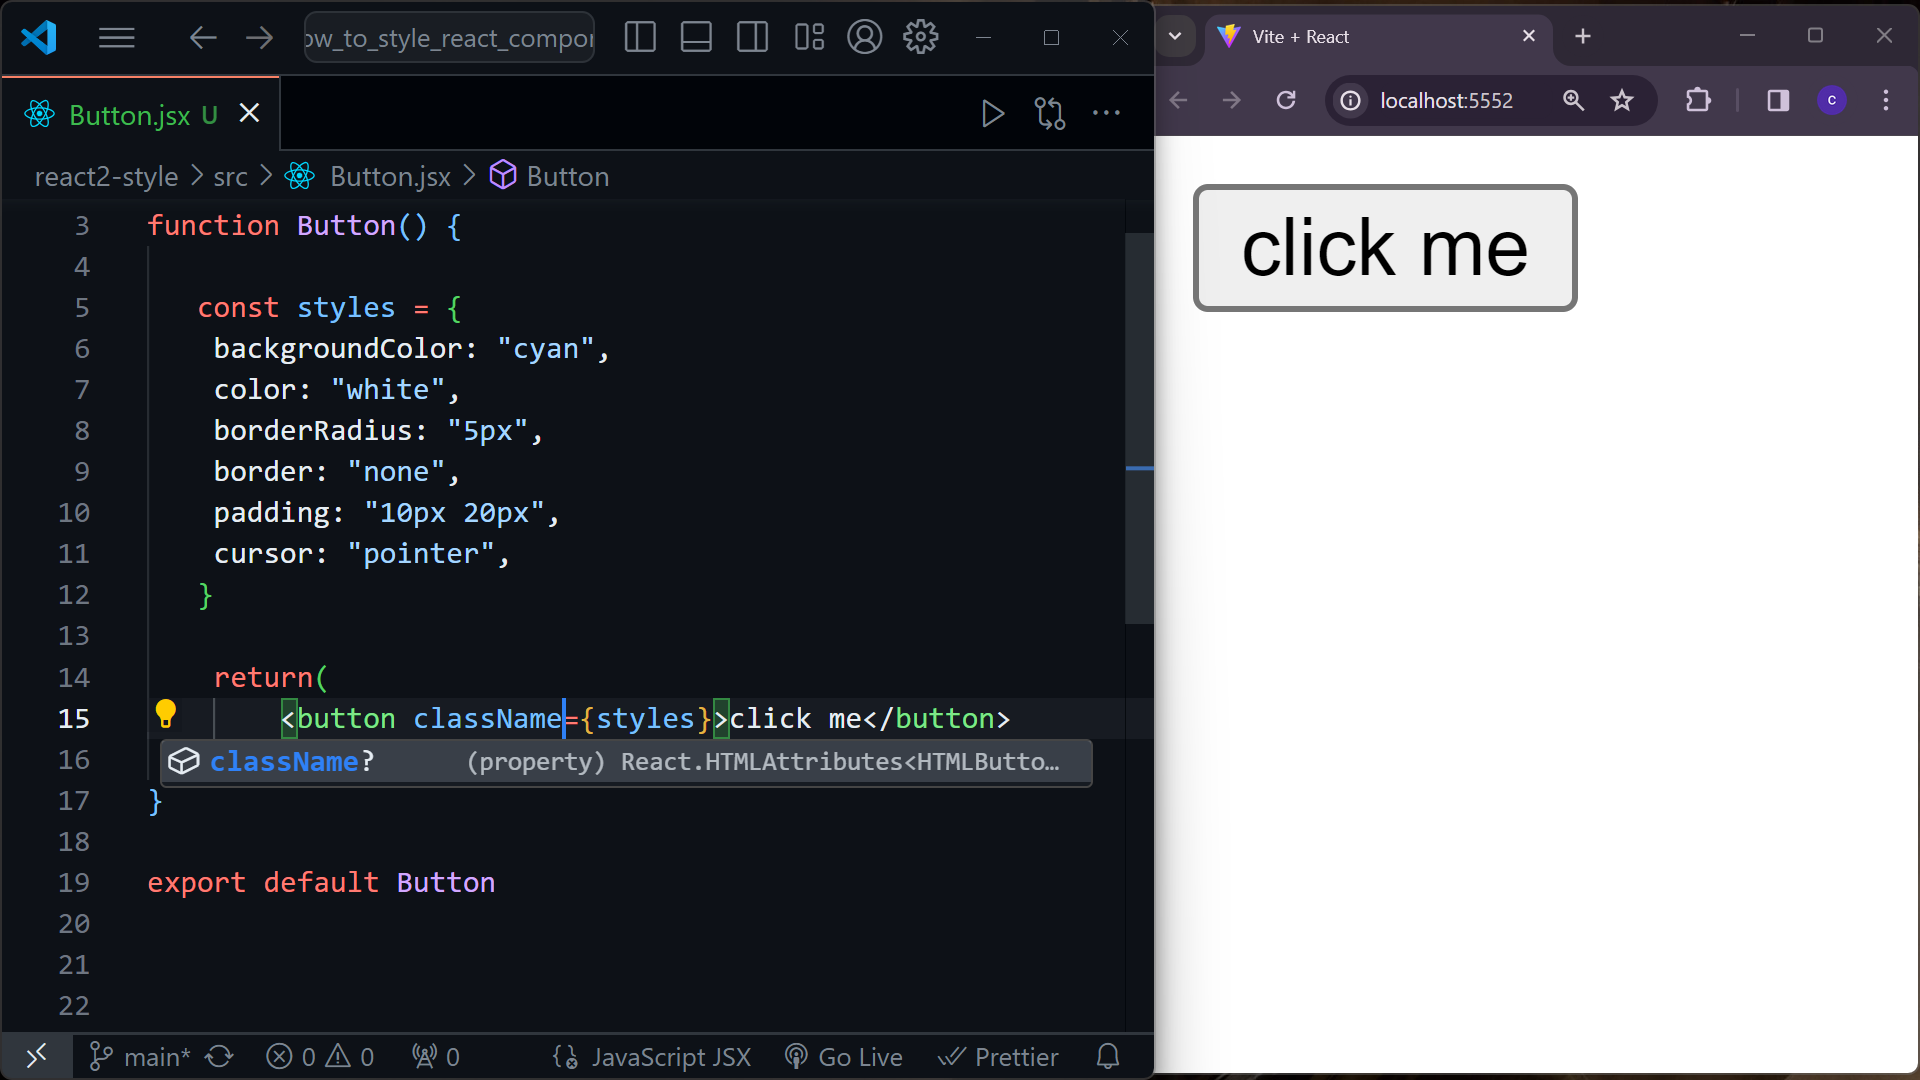 ow_to_style_react_compor
Button.jsx U
react2-style > src > Button.jsx > Button
3 function Button() {
4
5 const styles = {
6 backgroundColor: "cyan",
7 color: "white",
8 borderRadius: "5px",
9 border: "none",
10 padding: "10px 20px",
11 cursor: "pointer",
12 }
13
14 return(
15 <button className={styles}>click me</button>
16 className? (property) React.HTMLAttributes<HTMLButto…
17 }
18
19 export default Button
20
21
22
main* 0 0 0 JavaScript JSX Go Live Prettier
Vite + React
localhost:5552
c
click me